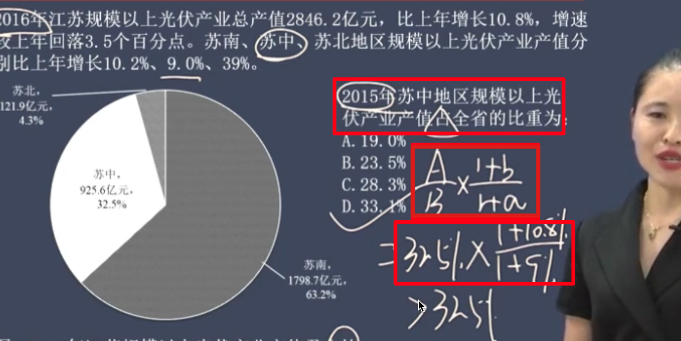 2016年江苏规模以上光伏产业总产值2846.2亿元，比上年增长10.8%，增速
较上年回落3.5个百分点。苏南、苏中、苏北地区规模以上光伏产业产值分
别比上年增长10.2%、9.0%、39%。
苏北，
121.9亿元，
4.3%
苏中，
925.6亿元，
32.5%
苏南，
1798.7亿元，
63.2%
2015年苏中地区规模以上光
伏产业产值占全省的比重为：
A.19.0%
B.23.5%
C.28.3%
D.33.1%
A/B × 1+b/1+a
= 32.5% × 1+10.8%/1+9%
>32.5%